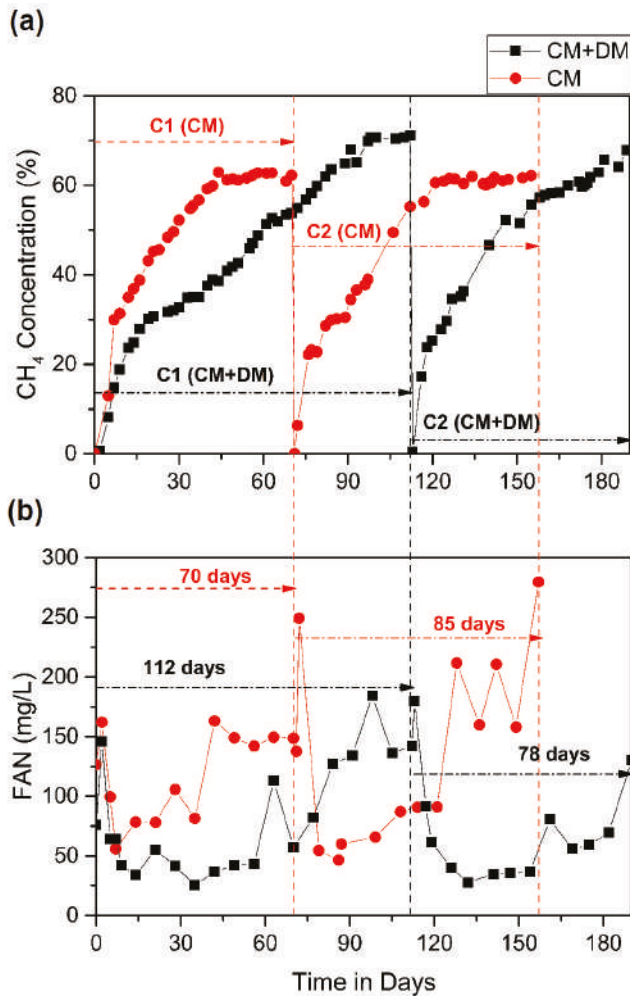 (a)
CM+DM
CM
80
C1 (CM)
60
C2 (CM)
40
20
C1 (CM+DM)
C2 (CM+DM)
0
CH₄ Concentration (%)
0 30 60 90 120 150 180
(b)
300
70 days
250
85 days
200
112 days
150
78 days
100
50
0
FAN (mg/L)
0 30 60 90 120 150 180
Time in Days